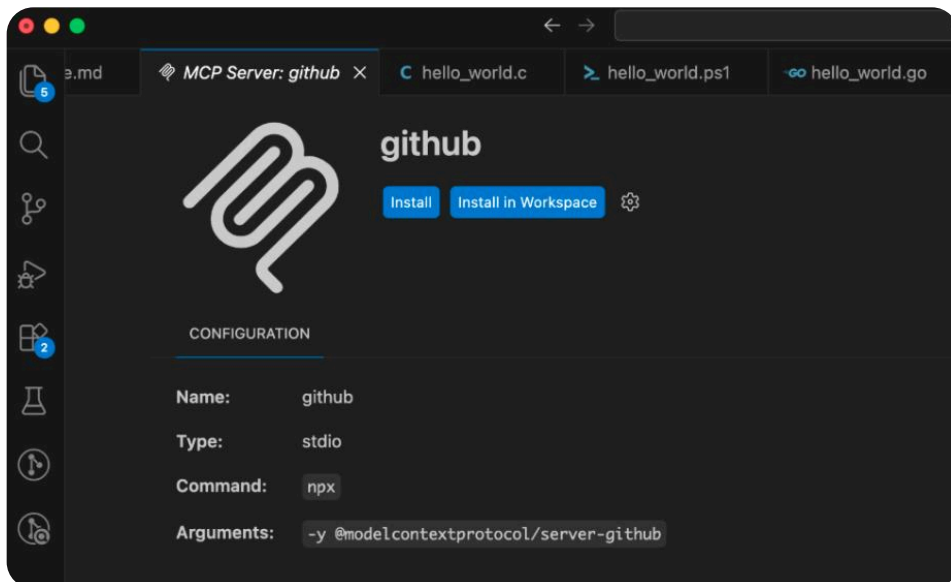 e.md
MCP Server: github
C hello_world.c
hello_world.ps1
GO hello_world.go
5
github
Install
Install in Workspace
2
CONFIGURATION
Name: github
Type: stdio
Command: npx
Arguments: -y @modelcontextprotocol/server-github